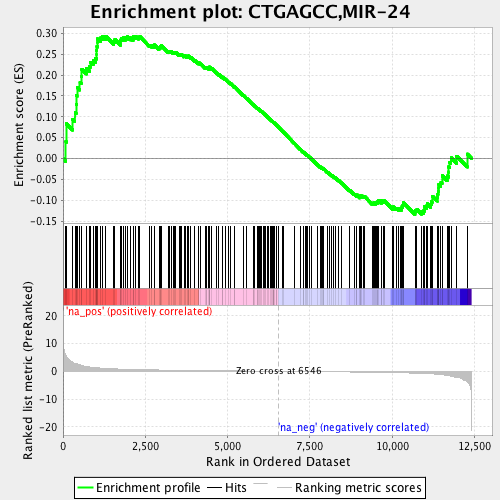 Enrichment plot: CTGAGCC,MIR-24
Enrichment score (ES)
0.30
0.25
0.20
0.15
0.10
0.05
0.00
-0.05
-0.10
-0.15
'na_pos' (positively correlated)
Ranked list metric (PreRanked)
20
10
0
-10
-20
Zero cross at 6546
'na_neg' (negatively correlated)
0
2,500
5,000
7,500
10,000
12,500
Rank in Ordered Dataset
Enrichment profile
Hits
Ranking metric scores